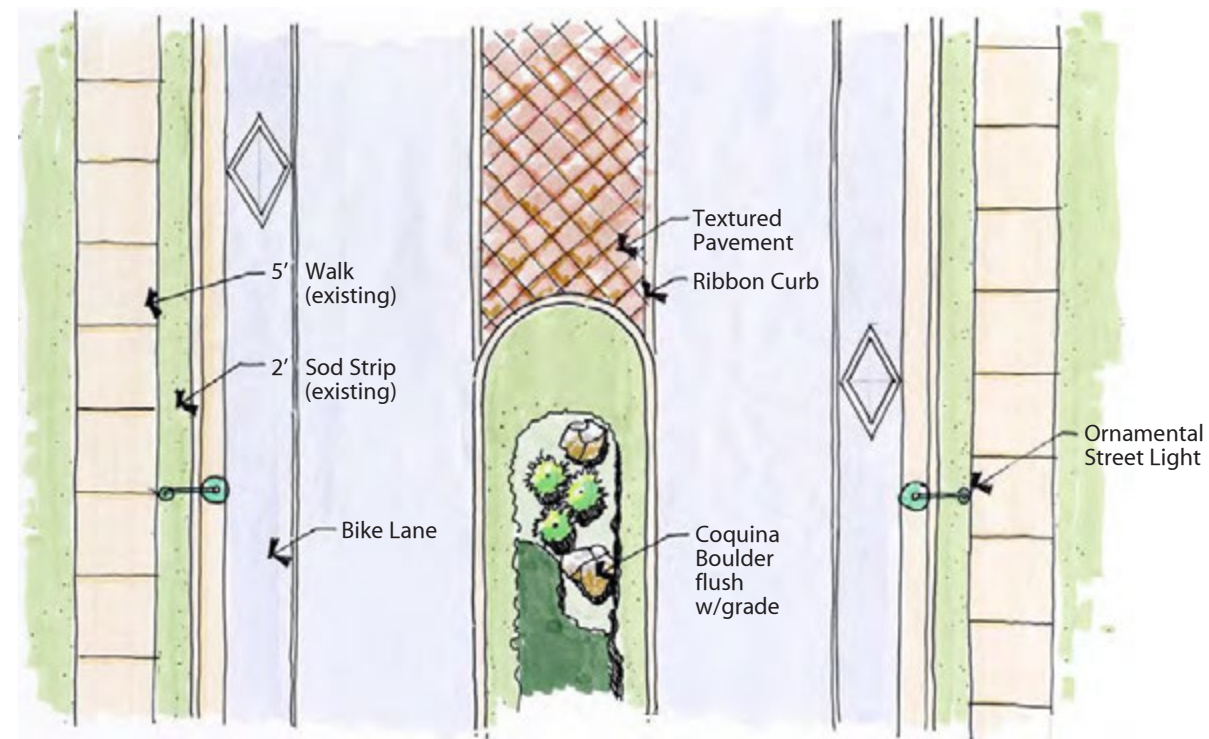 Textured
Pavement
Ribbon Curb
5’ Walk
(existing)
2’ Sod Strip
(existing)
Ornamental
Street Light
Bike Lane
Coquina
Boulder
flush
w/grade